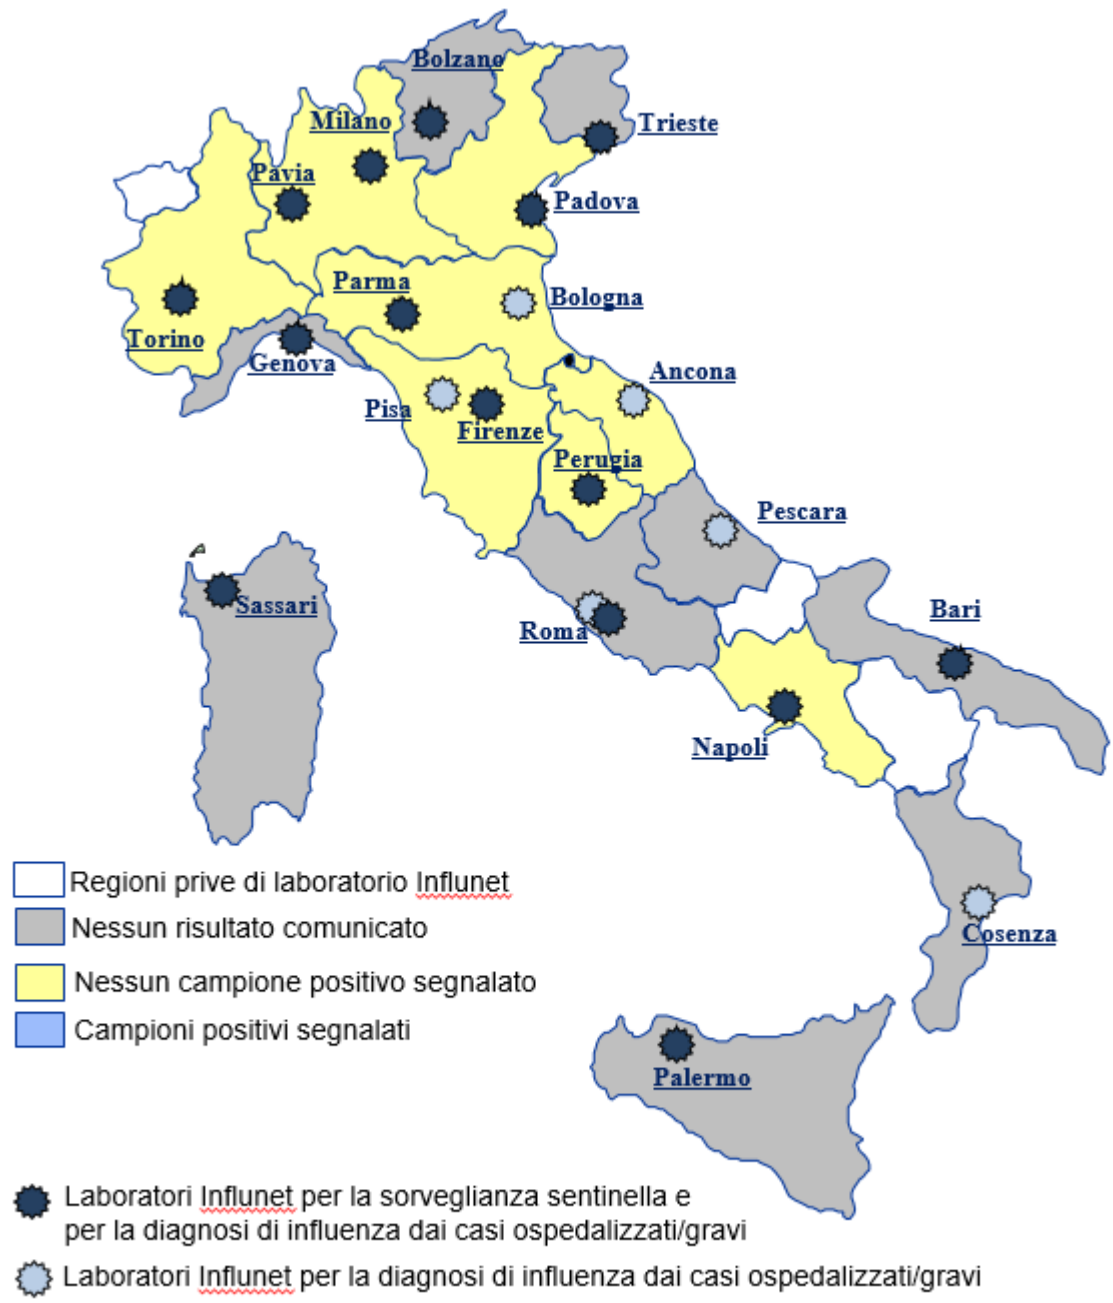 Bolzano
Milano
Trieste
Pavia
Padova
Parma
Bologna
Torino
Genova
Ancona
Pisa
Firenze
Perugia
Pescara
Sassari
Roma
Bari
Napoli
Regioni prive di laboratorio Influnet
Nessun risultato comunicato
Cosenza
Nessun campione positivo segnalato
Campioni positivi segnalati
Palermo
Laboratori Influnet per la sorveglianza sentinella e
per la diagnosi di influenza dai casi ospedalizzati/gravi
Laboratori Influnet per la diagnosi di influenza dai casi ospedalizzati/gravi